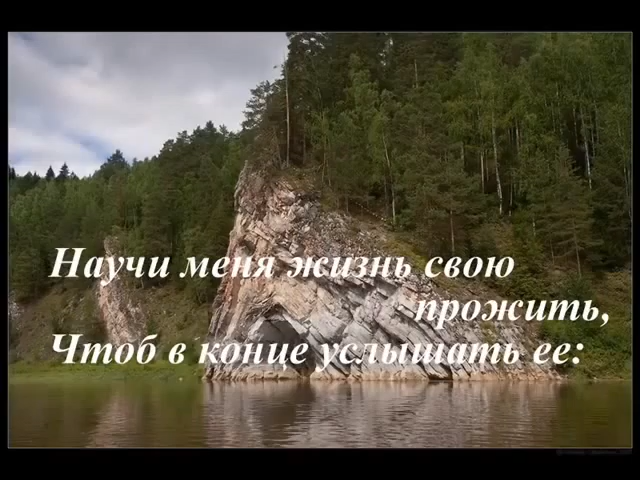 Научи меня жизнь свою
прожить,
Чтоб в конце услышать ее: